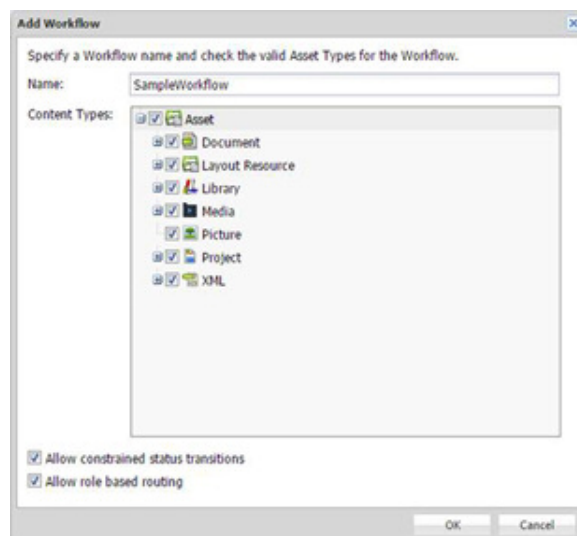 Add Workflow
Specify a Workflow name and check the valid Asset Types for the Workflow.
Name: SampleWorkflow
Content Types: Asset
Document
Layout Resource
Library
Media
Picture
Project
XML
Allow constrained status transitions
Allow role based routing
OK Cancel